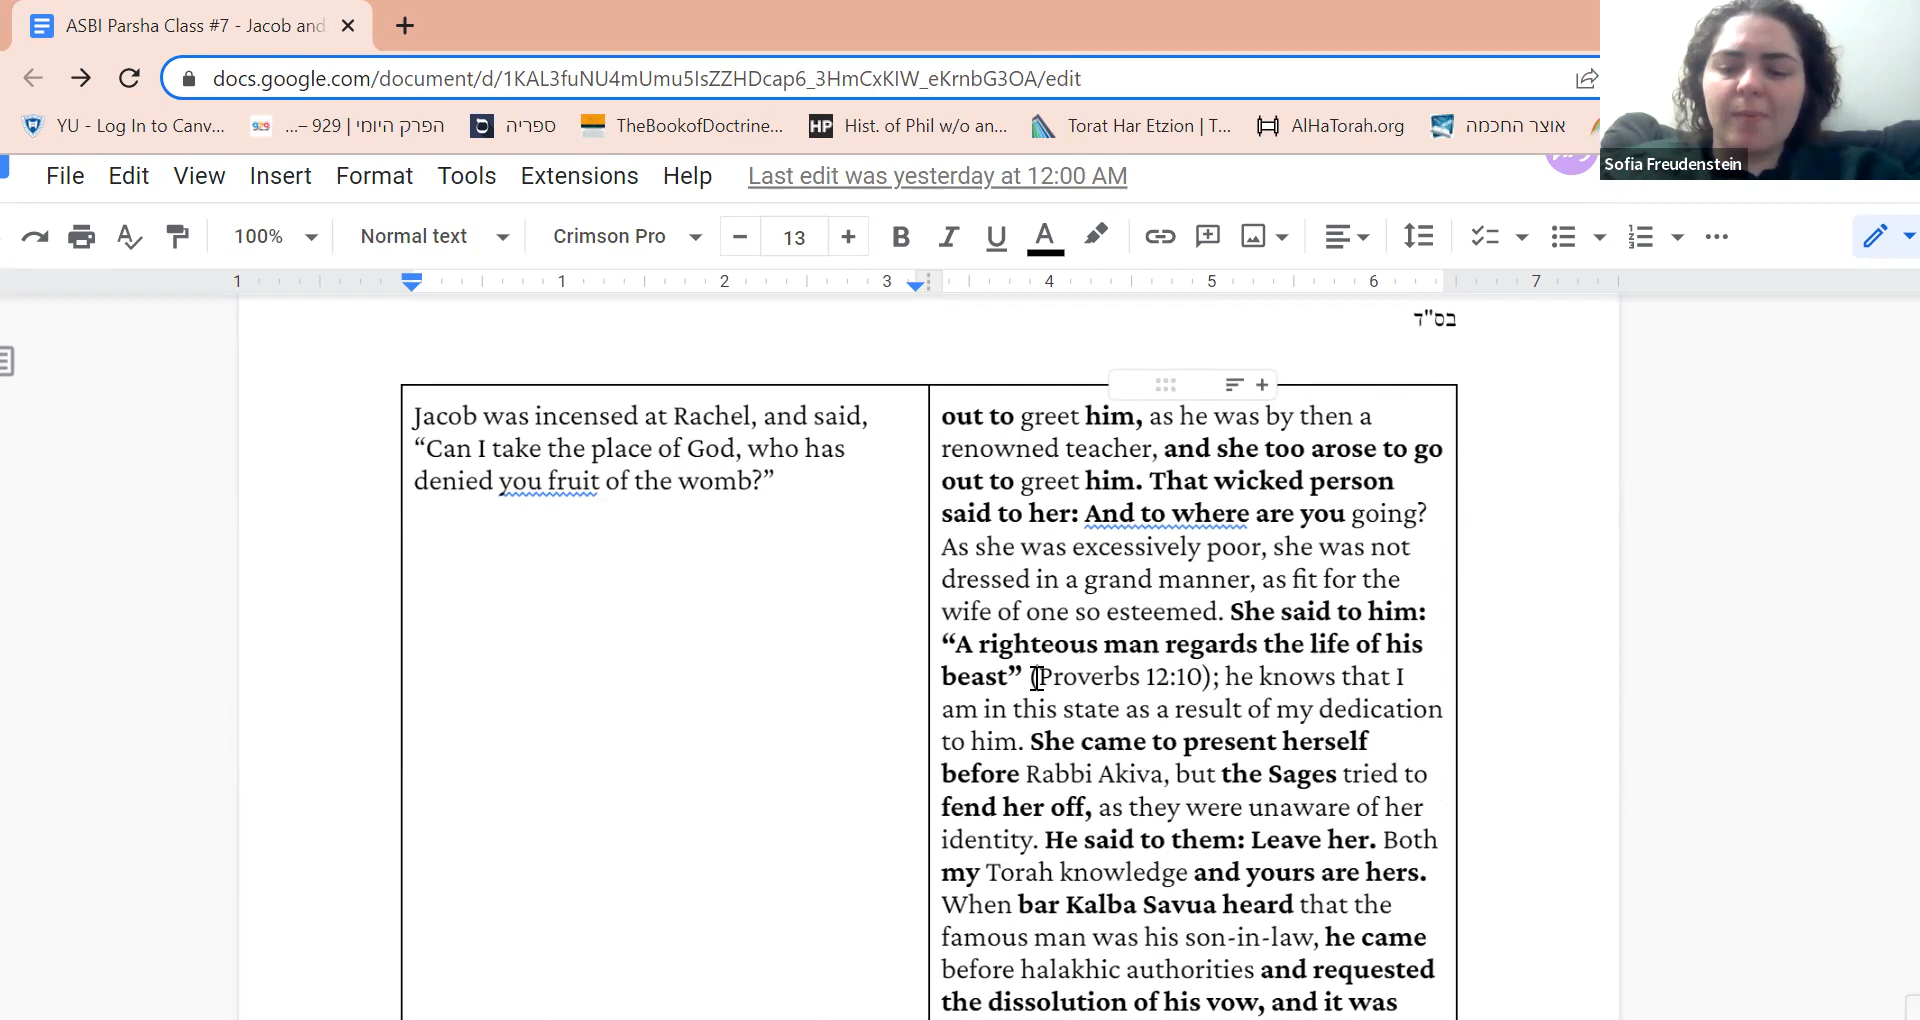 ASBI Parsha Class #7 - Jacob and
docs.google.com/document/d/1KAL3fuNU4mUmu5IsZZHDcap6_3HmCxKIW_eKrnbG3OA/edit
YU - Log In to Canv... 929 – 929 | הפרק היומי... ספריה TheBookofDoctrine... HP Hist. of Phil w/o an... Torat Har Etzion | T... AlHaTorah.org אוצר החכמה
Sofia Freudenstein
File Edit View Insert Format Tools Extensions Help Last edit was yesterday at 12:00 AM
100% Normal text Crimson Pro 13
1 1 2 3 4 5 6 7
בס"ד
Jacob was incensed at Rachel, and said,
“Can I take the place of God, who has
denied you fruit of the womb?”
out to greet him, as he was by then a
renowned teacher, and she too arose to go
out to greet him. That wicked person
said to her: And to where are you going?
As she was excessively poor, she was not
dressed in a grand manner, as fit for the
wife of one so esteemed. She said to him:
“A righteous man regards the life of his
beast” (Proverbs 12:10); he knows that I
am in this state as a result of my dedication
to him. She came to present herself
before Rabbi Akiva, but the Sages tried to
fend her off, as they were unaware of her
identity. He said to them: Leave her. Both
my Torah knowledge and yours are hers.
When bar Kalba Savua heard that the
famous man was his son-in-law, he came
before halakhic authorities and requested
the dissolution of his vow, and it was